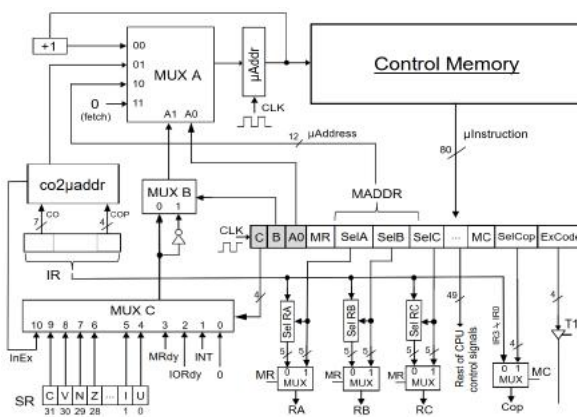 +1
00
01
10
11
MUX A
A1 A0
0
(fetch)
µAddr
CLK
Control Memory
12
µAddress
µInstruction
80
co2µaddr
7
CO
4
COP
IR
MUX B
0 1
MADDR
CLK
C B A0 MR SelA SelB SelC ... MC SelCop ExCode
4
MUX C
10 9 8 7 6 5 4 3 2 1 0
InEx
MRdy
IORdy
INT
0
SR
C V N Z ... I U
31 30 29 28 1 0
Sel RA
Sel RB
Sel RC
5 5
5 5
5 5
0 1
MUX
0 1
MUX
0 1
MUX
MR
MR
MR
RA
RB
RC
49
Rest of CPU
control signals
IR3 ÷ IR0
4
0 1
MUX
MC
Cop
4
T1